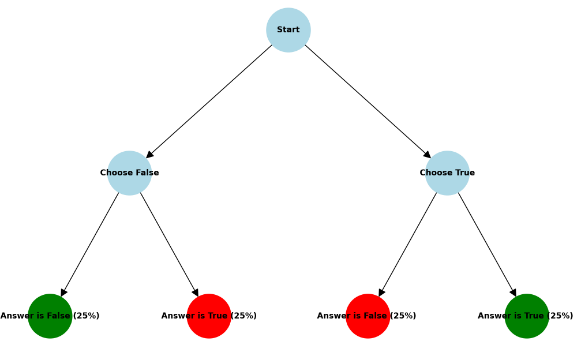 Start
Choose False
Choose True
Answer is False (25%)
Answer is True (25%)
Answer is False (25%)
Answer is True (25%)